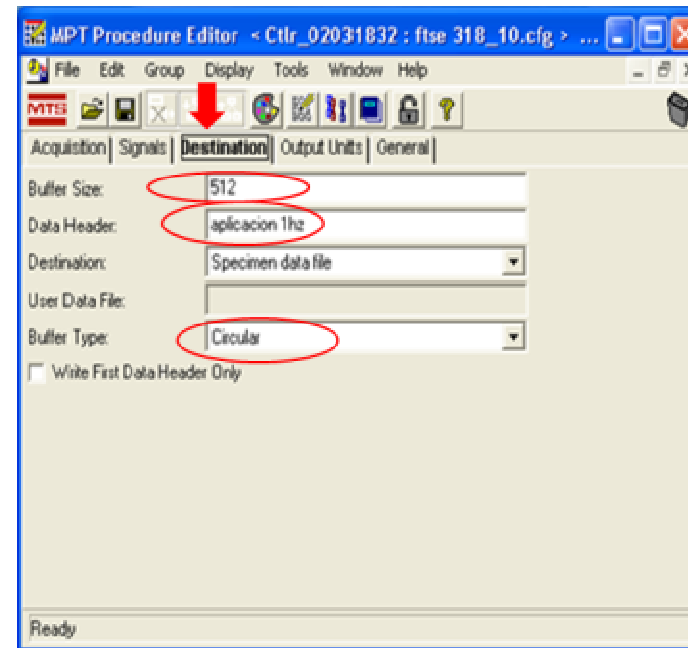 MPT Procedure Editor < Ctlr_02031832 : ftse 318_10.cfg > ...
File Edit Group Display Tools Window Help
MTS
Acquisition Signals Destination Output Units General
Buffer Size: 512
Data Header: aplicacion 1hz
Destination: Specimen data file
User Data File:
Buffer Type: Circular
Write First Data Header Only
Ready